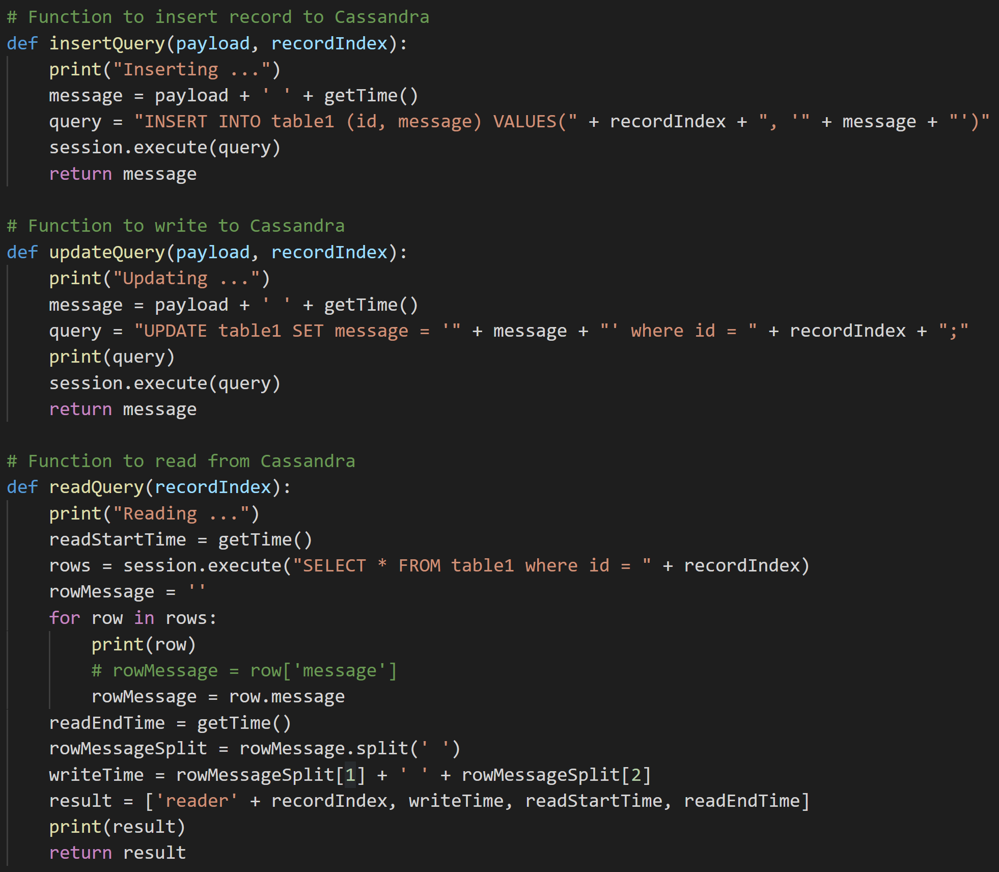 # Function to insert record to Cassandra
def insertQuery(payload, recordIndex):
    print("Inserting ...")
    message = payload + ' ' + getTime()
    query = "INSERT INTO table1 (id, message) VALUES(" + recordIndex + ", '" + message + "')"
    session.execute(query)
    return message

# Function to write to Cassandra
def updateQuery(payload, recordIndex):
    print("Updating ...")
    message = payload + ' ' + getTime()
    query = "UPDATE table1 SET message = '" + message + "' where id = " + recordIndex + ";"
    print(query)
    session.execute(query)
    return message

# Function to read from Cassandra
def readQuery(recordIndex):
    print("Reading ...")
    readStartTime = getTime()
    rows = session.execute("SELECT * FROM table1 where id = " + recordIndex)
    rowMessage = ''
    for row in rows:
        print(row)
        # rowMessage = row['message']
        rowMessage = row.message
    readEndTime = getTime()
    rowMessageSplit = rowMessage.split(' ')
    writeTime = rowMessageSplit[1] + ' ' + rowMessageSplit[2]
    result = ['reader' + recordIndex, writeTime, readStartTime, readEndTime]
    print(result)
    return result